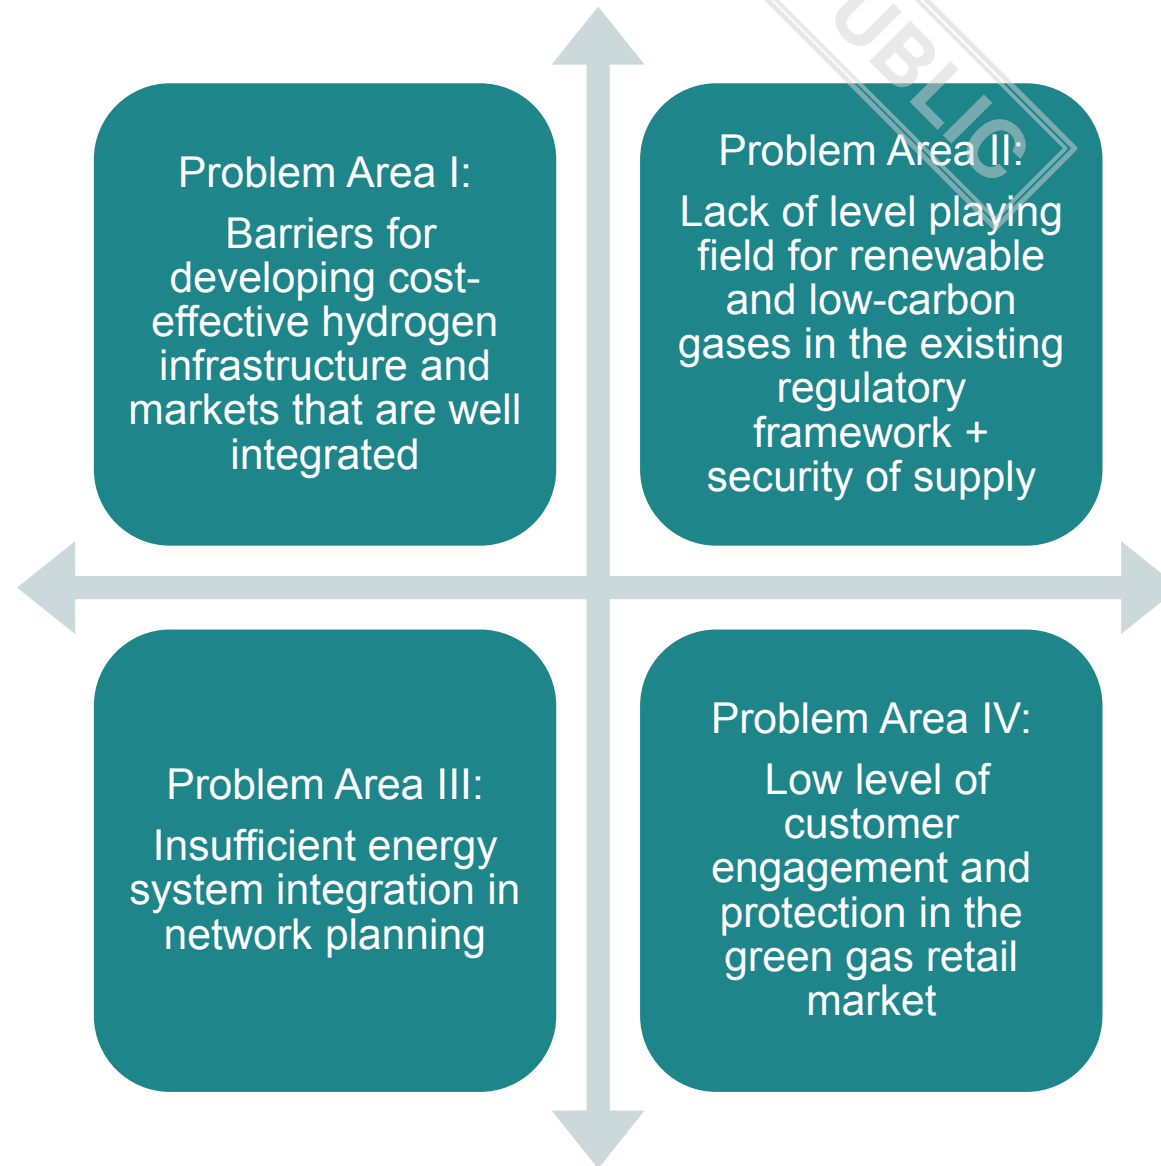 Problem Area I:
Barriers for
developing cost-
effective hydrogen
infrastructure and
markets that are well
integrated
Problem Area II:
Lack of level playing
field for renewable
and low-carbon
gases in the existing
regulatory
framework +
security of supply
Problem Area III:
Insufficient energy
system integration in
network planning
Problem Area IV:
Low level of
customer
engagement and
protection in the
green gas retail
market
UBLIC